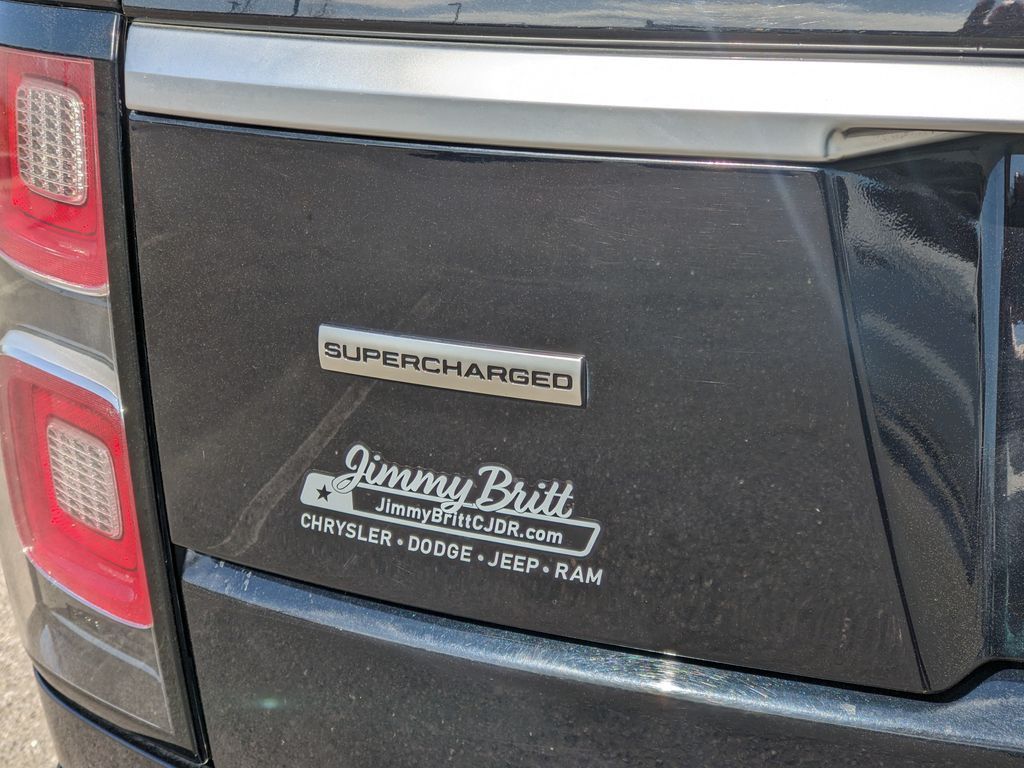 SUPERCHARGED
Jimmy Britt
JimmyBrittCJDR.com
CHRYSLER • DODGE • JEEP • RAM